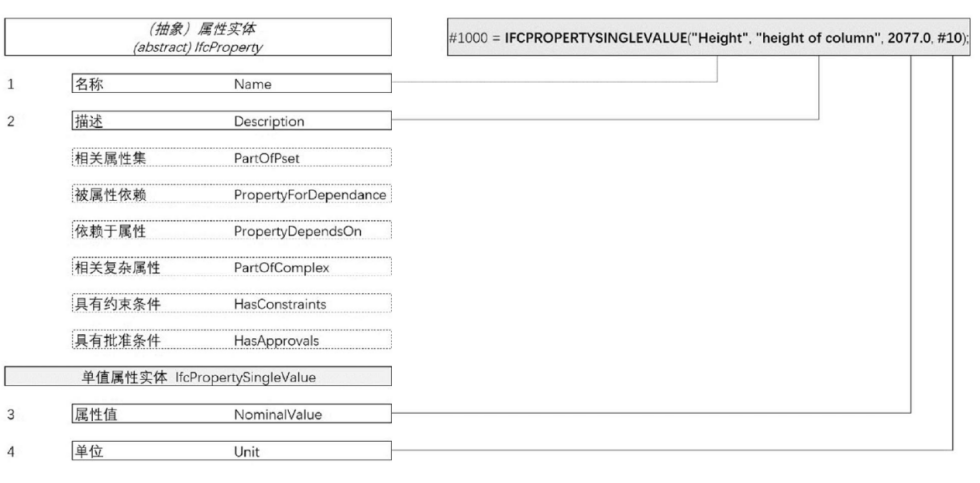 （抽象）属性实体
(abstract) IfcProperty
#1000 = IFCPROPERTYSINGLEVALUE("Height", "height of column", 2077.0, #10);
1 名称 Name
2 描述 Description
相关属性集 PartOfPset
被属性依赖 PropertyForDependance
依赖于属性 PropertyDependsOn
相关复杂属性 PartOfComplex
具有约束条件 HasConstraints
具有批准条件 HasApprovals
单值属性实体 IfcPropertySingleValue
3 属性值 NominalValue
4 单位 Unit